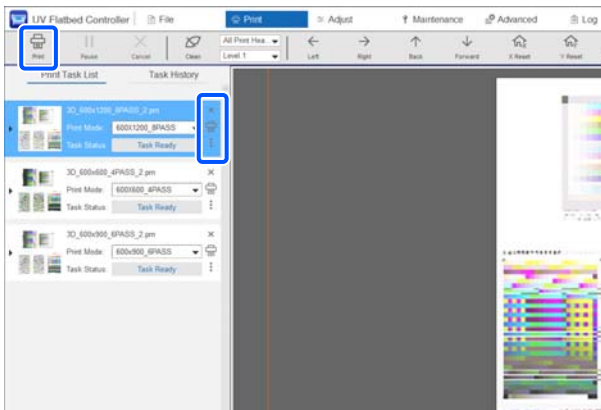 UV Flatbed Controller File Print Adjust Maintenance Advanced Log
Print Pause Cancel Clean All Print Hea... Level 1 Left Right Back Forward X Reset Y Reset
Print Task List Task History
3D_600x1200_8PASS_2.prn
Print Mode: 600X1200_8PASS
Task Status: Task Ready
3D_600x600_4PASS_2.prn
Print Mode: 600X600_4PASS
Task Status: Task Ready
3D_600x900_6PASS_2.prn
Print Mode: 600x900_6PASS
Task Status: Task Ready